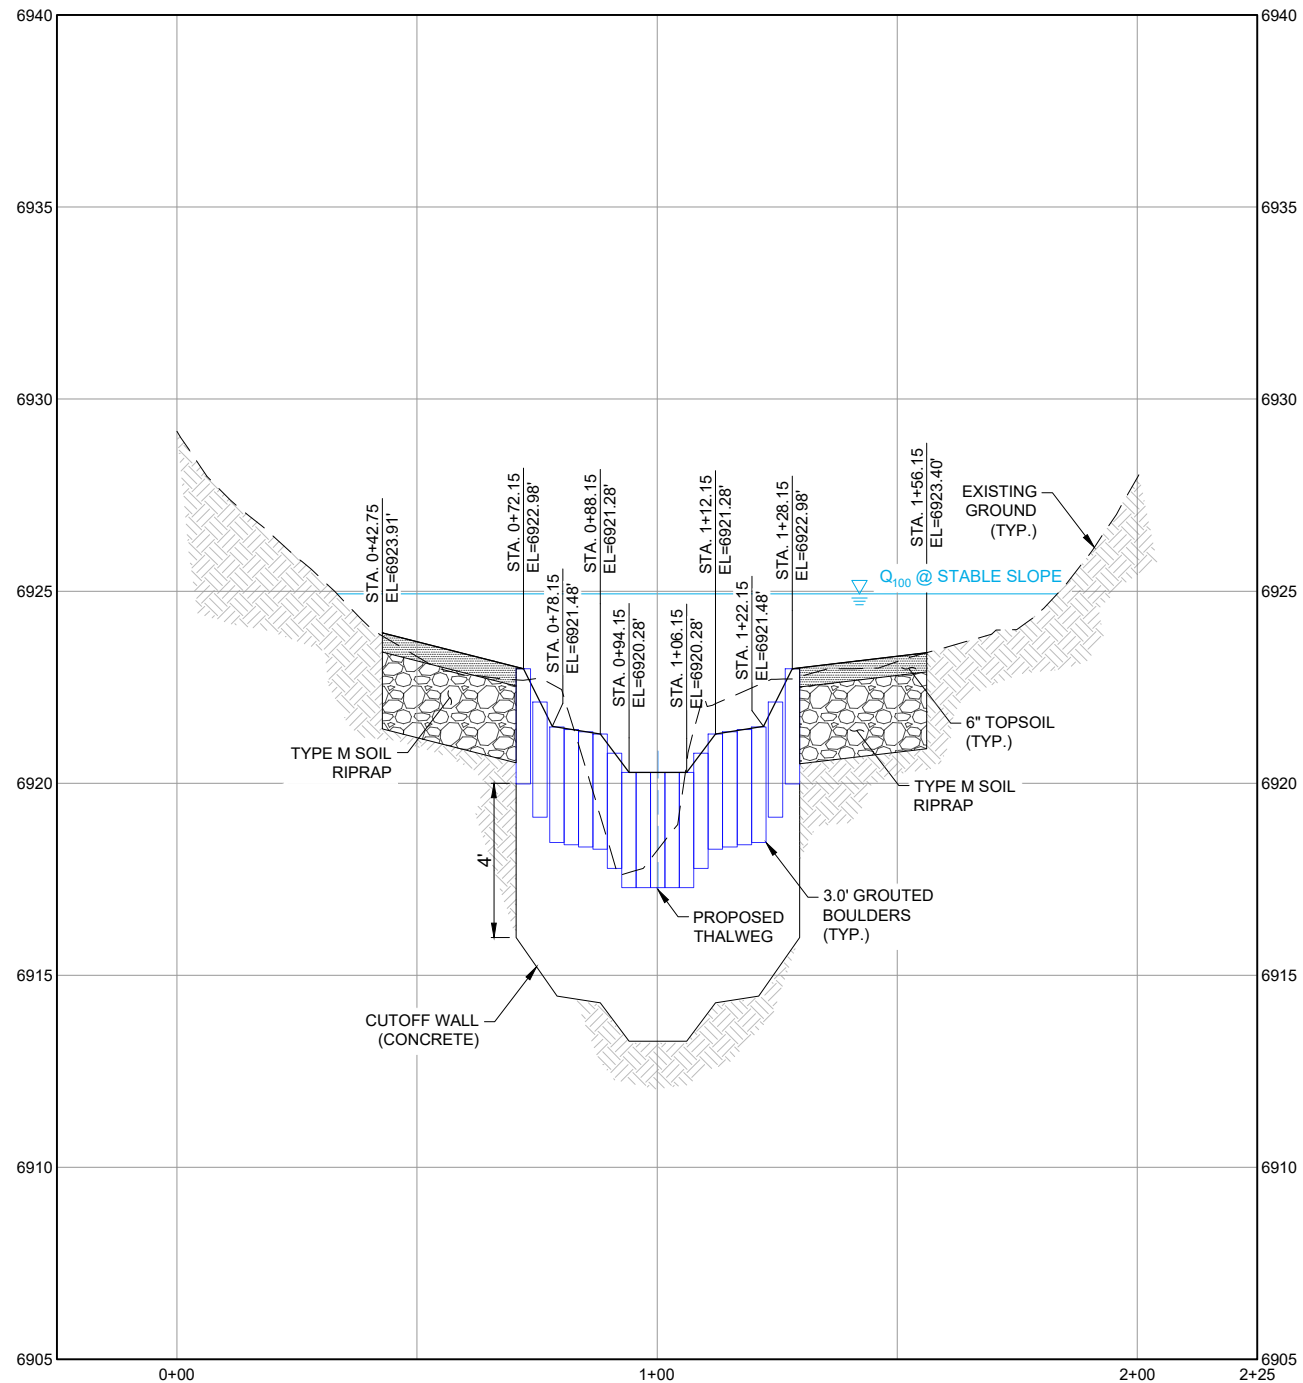 6940
6940
6935
6935
6930
6930
STA. 0+42.75
EL=6923.91'
STA. 0+72.15
EL=6922.98'
STA. 0+78.15
EL=6921.48'
STA. 0+88.15
EL=6921.28'
STA. 0+94.15
EL=6920.28'
STA. 1+06.15
EL=6920.28'
STA. 1+12.15
EL=6921.28'
STA. 1+22.15
EL=6921.48'
STA. 1+28.15
EL=6922.98'
STA. 1+56.15
EL=6923.40'
EXISTING
GROUND
(TYP.)
Q100 @ STABLE SLOPE
6925
6925
6" TOPSOIL
(TYP.)
TYPE M SOIL
RIPRAP
TYPE M SOIL
RIPRAP
6920
6920
4'
3.0' GROUTED
BOULDERS
(TYP.)
PROPOSED
THALWEG
6915
6915
CUTOFF WALL
(CONCRETE)
6910
6910
6905
6905
0+00
1+00
2+00
2+25